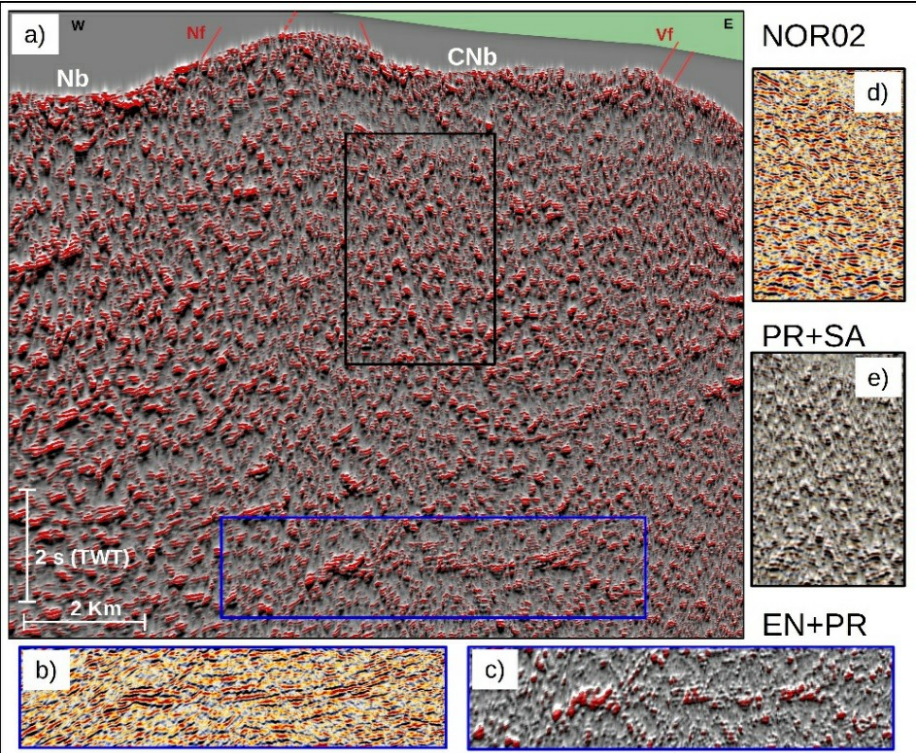 a)
W
Nf
Vf
E
Nb
CNb
NOR02
d)
PR+SA
e)
2 s (TWT)
2 Km
EN+PR
b)
c)